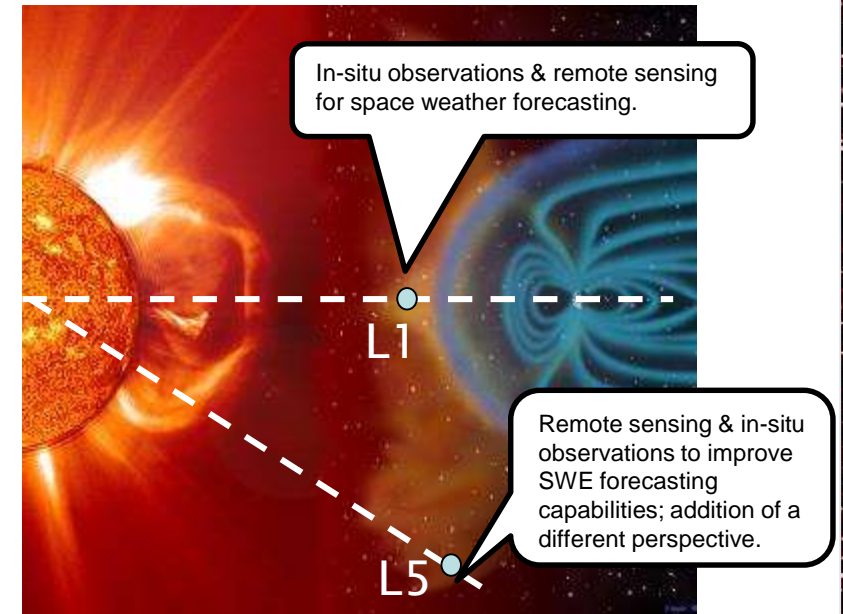 In-situ observations & remote sensing
for space weather forecasting.
L1
Remote sensing & in-situ
observations to improve
SWE forecasting
capabilities; addition of a
different perspective.
L5